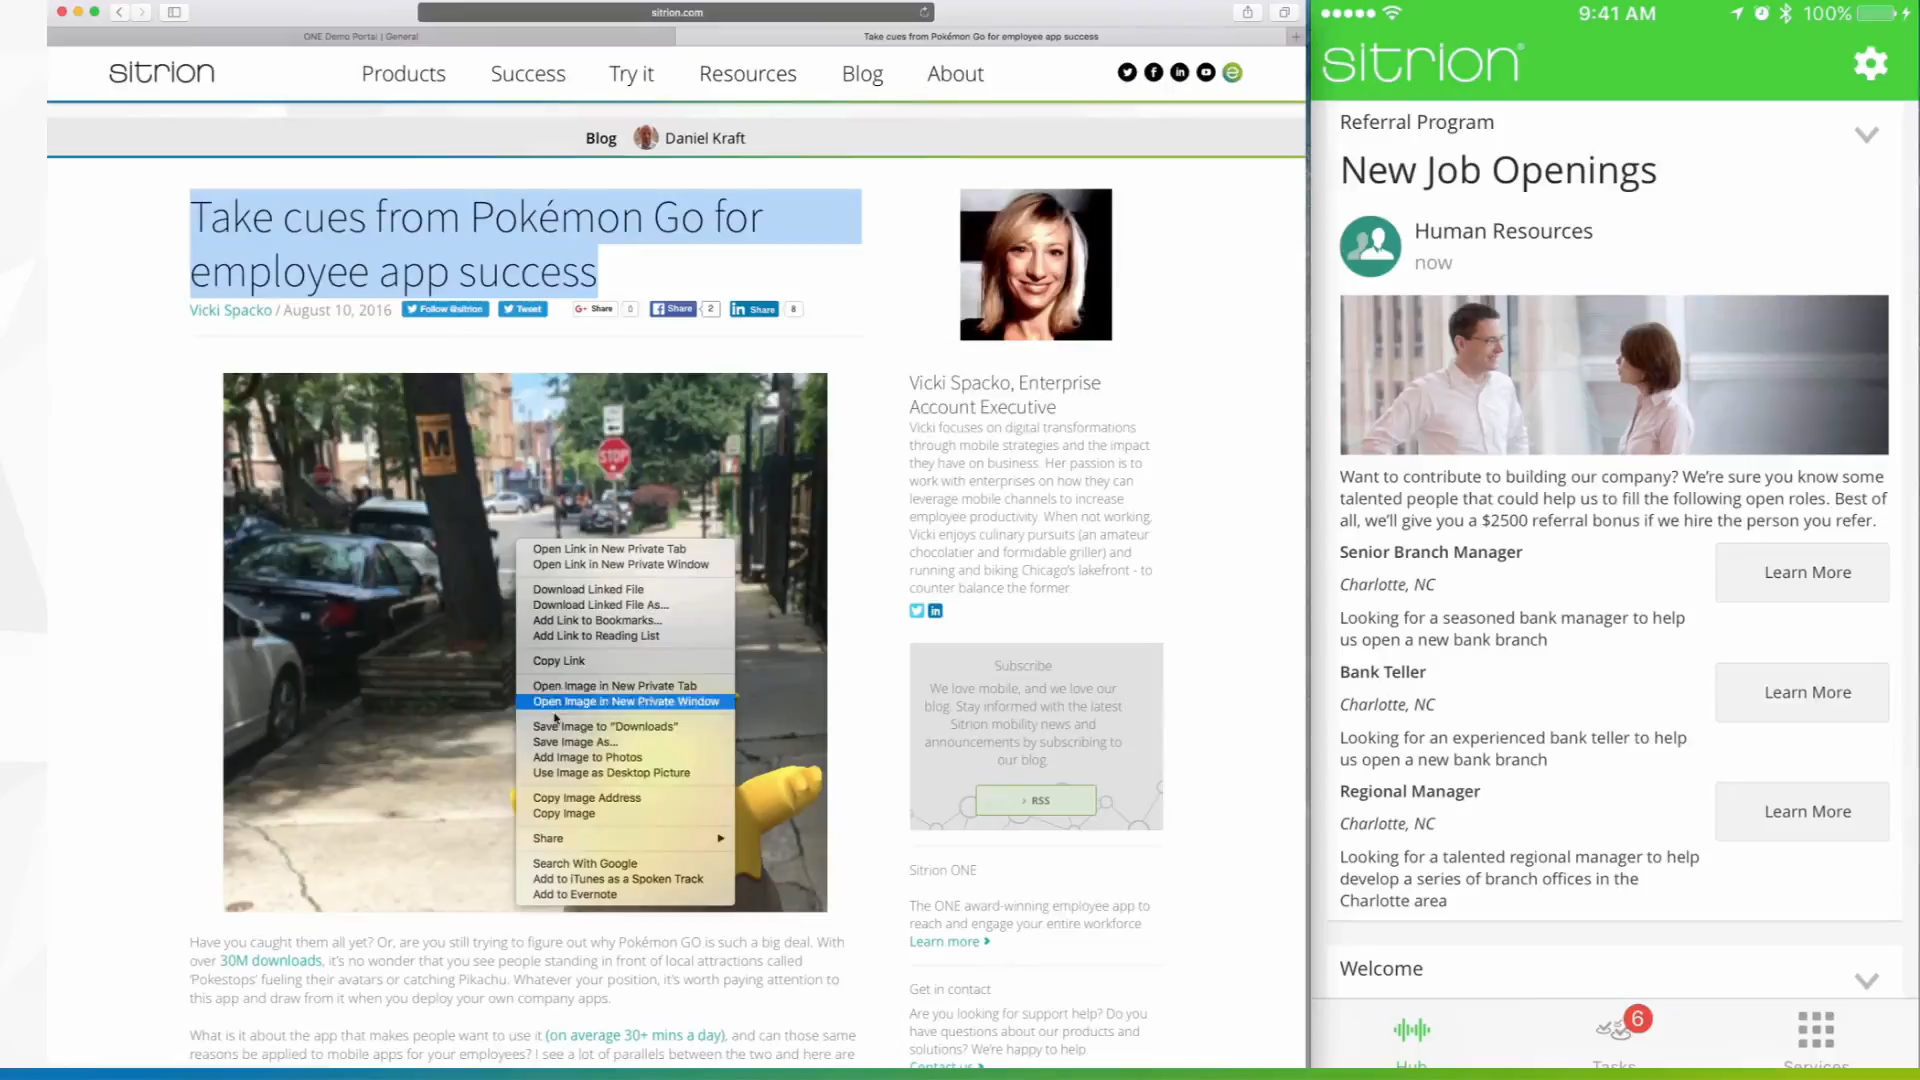 sitrion.com
ONE Demo Portal | General
Take cues from Pokémon Go for employee app success
sitrion
Products
Success
Try it
Resources
Blog
About
Blog
Daniel Kraft
Take cues from Pokémon Go for
employee app success
Vicki Spacko / August 10, 2016
Follow @sitrion
Tweet
G+ Share
0
Share
2
in Share
8
M
STOP
Open Link in New Private Tab
Open Link in New Private Window
Download Linked File
Download Linked File As...
Add Link to Bookmarks...
Add Link to Reading List
Copy Link
Open Image in New Private Tab
Open Image in New Private Window
Save Image to "Downloads"
Save Image As...
Add Image to Photos
Use Image as Desktop Picture
Copy Image Address
Copy Image
Share
Search With Google
Add to iTunes as a Spoken Track
Add to Evernote
Have you caught them all yet? Or, are you still trying to figure out why Pokémon GO is such a big deal. With
over 30M downloads, it's no wonder that you see people standing in front of local attractions called
'Pokestops' fueling their avatars or catching Pikachu. Whatever your position, it's worth paying attention to
this app and draw from it when you deploy your own company apps.
What is it about the app that makes people want to use it (on average 30+ mins a day), and can those same
reasons be applied to mobile apps for your employees? I see a lot of parallels between the two and here are
Vicki Spacko, Enterprise
Account Executive
Vicki focuses on digital transformations
through mobile strategies and the impact
they have on business. Her passion is to
work with enterprises on how they can
leverage mobile channels to increase
employee productivity. When not working,
Vicki enjoys culinary pursuits (an amateur
chocolatier and formidable griller) and
running and biking Chicago's lakefront - to
counter balance the former.
in
Subscribe
We love mobile, and we love our
blog. Stay informed with the latest
Sitrion mobility news and
announcements by subscribing to
our blog.
› RSS
Sitrion ONE
The ONE award-winning employee app to
reach and engage your entire workforce
Learn more
Get in contact
Are you looking for support help? Do you
have questions about our products and
solutions? We're happy to help.
Contact us
9:41 AM
100%
sitrion
Referral Program
New Job Openings
Human Resources
now
Want to contribute to building our company? We're sure you know some
talented people that could help us to fill the following open roles. Best of
all, we'll give you a $2500 referral bonus if we hire the person you refer.
Senior Branch Manager
Charlotte, NC
Looking for a seasoned bank manager to help
us open a new bank branch
Learn More
Bank Teller
Charlotte, NC
Looking for an experienced bank teller to help
us open a new bank branch
Learn More
Regional Manager
Charlotte, NC
Looking for a talented regional manager to help
develop a series of branch offices in the
Charlotte area
Learn More
Welcome
6
Hub
Tasks
Services